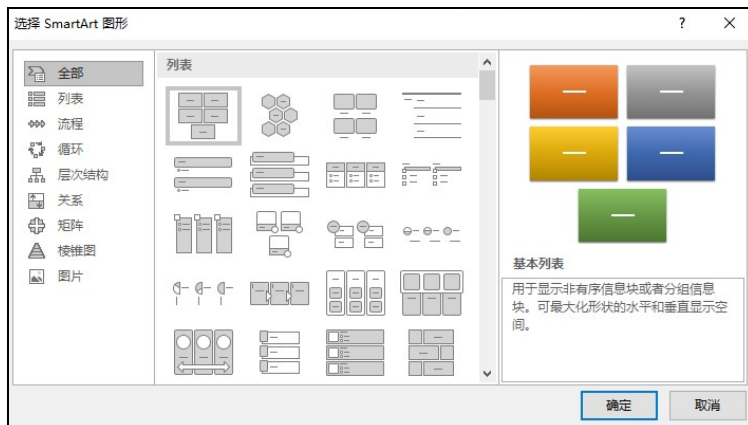 选择 SmartArt 图形
?
×
全部
列表
流程
循环
层次结构
关系
矩阵
棱锥图
图片
列表
基本列表
用于显示非有序信息块或者分组信息
块。可最大化形状的水平和垂直显示空
间。
确定
取消